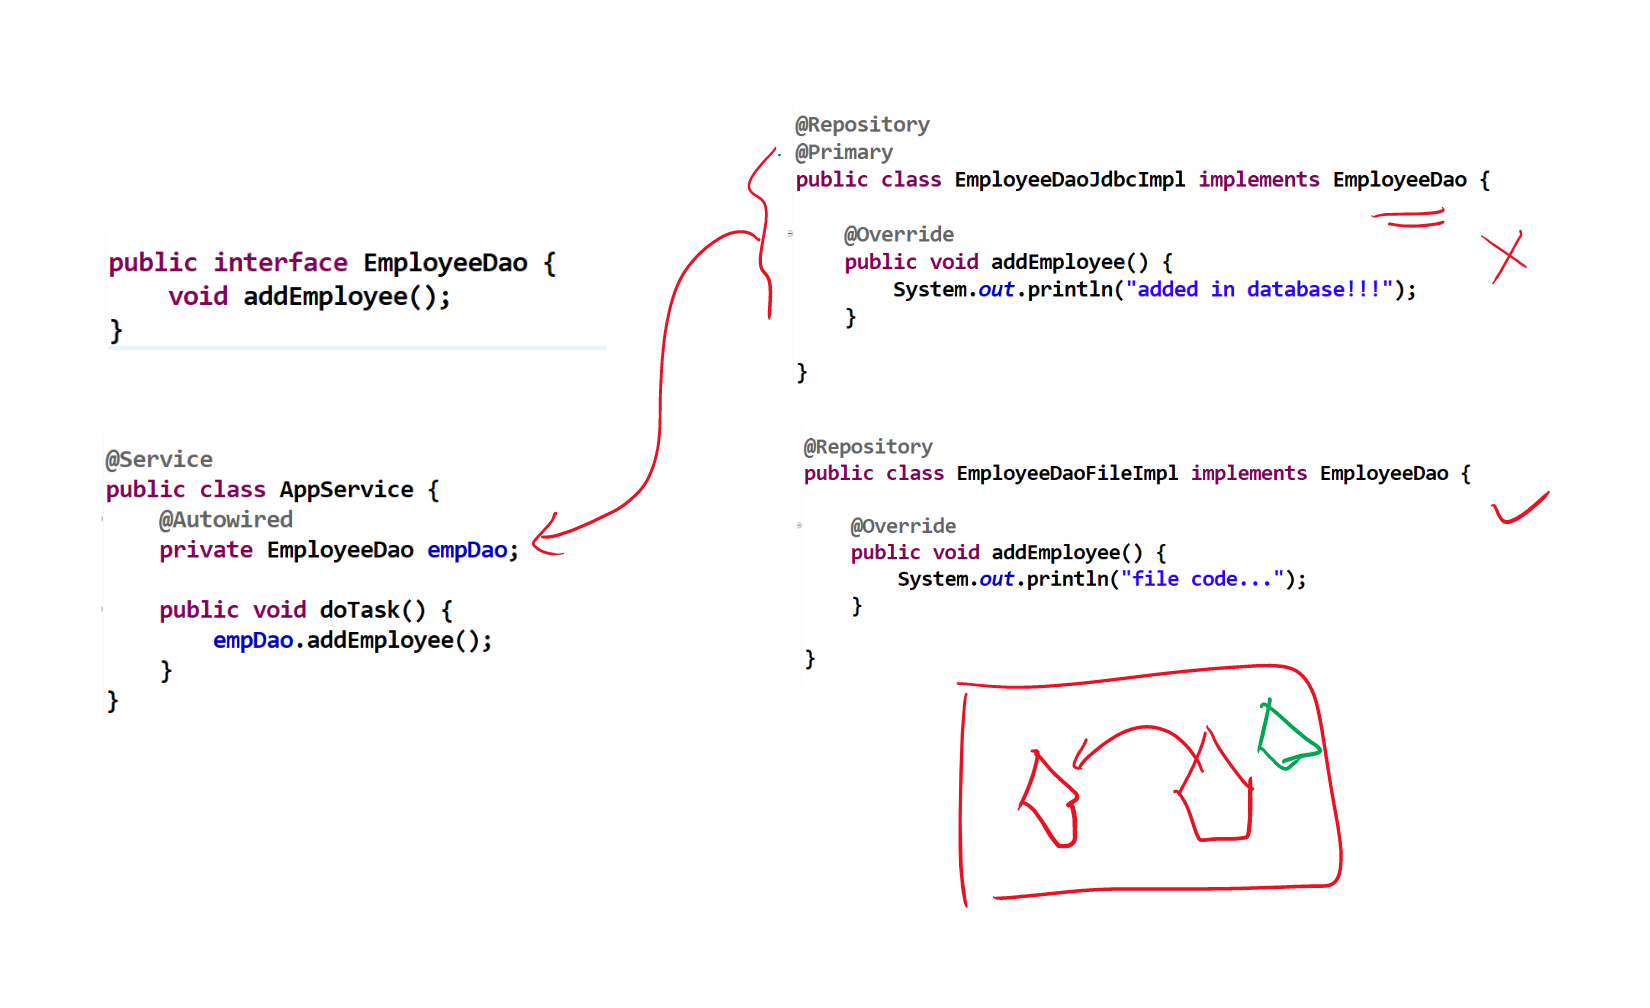 public interface EmployeeDao {
void addEmployee();
}
@Service
public class AppService {
@Autowired
private EmployeeDao empDao;
public void doTask() {
empDao.addEmployee();
}
}
@Repository
@Primary
public class EmployeeDaoJdbcImpl implements EmployeeDao {
@Override
public void addEmployee() {
System.out.println("added in database!!!");
}
}
@Repository
public class EmployeeDaoFileImpl implements EmployeeDao {
@Override
public void addEmployee() {
System.out.println("file code...");
}
}